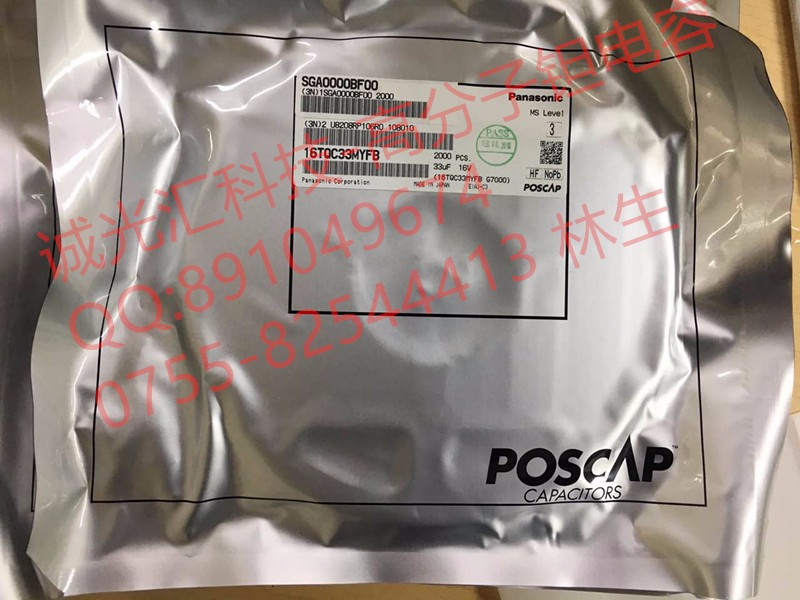 SGA0000BF00
(3N)1SGA0000BF00 2000
Panasonic
MS Level
3
(3N)2 U8208RP106R0 108010
PASS
16TQC33MYFB
2000 PCS.
33uF 16V
(16TQC33MYFB G7000)
HF NoPb
Panasonic Corporation
MADE IN JAPAN
POSCAP
诚光汇科技 高分子钽电容
QQ:891049674
0755-82544413 林生
POSCAP™
CAPACITORS